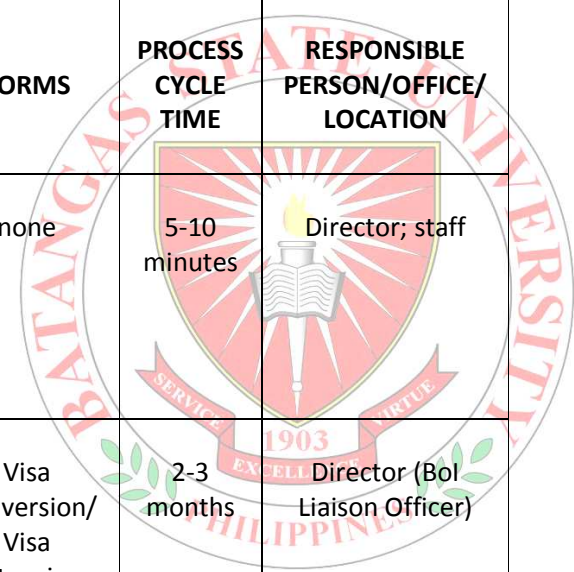 PROCESS
CYCLE
TIME
RESPONSIBLE
PERSON/OFFICE/
LOCATION
ORMS
none
5-10
minutes
Director; staff
Visa
version/
Visa
2-3
months
Director (BoI
Liaison Officer)
BATANGAS STATE UNIVERSITY
SERVICE
VIRTUE
1903
EXCELLENCE
PHILIPPINES